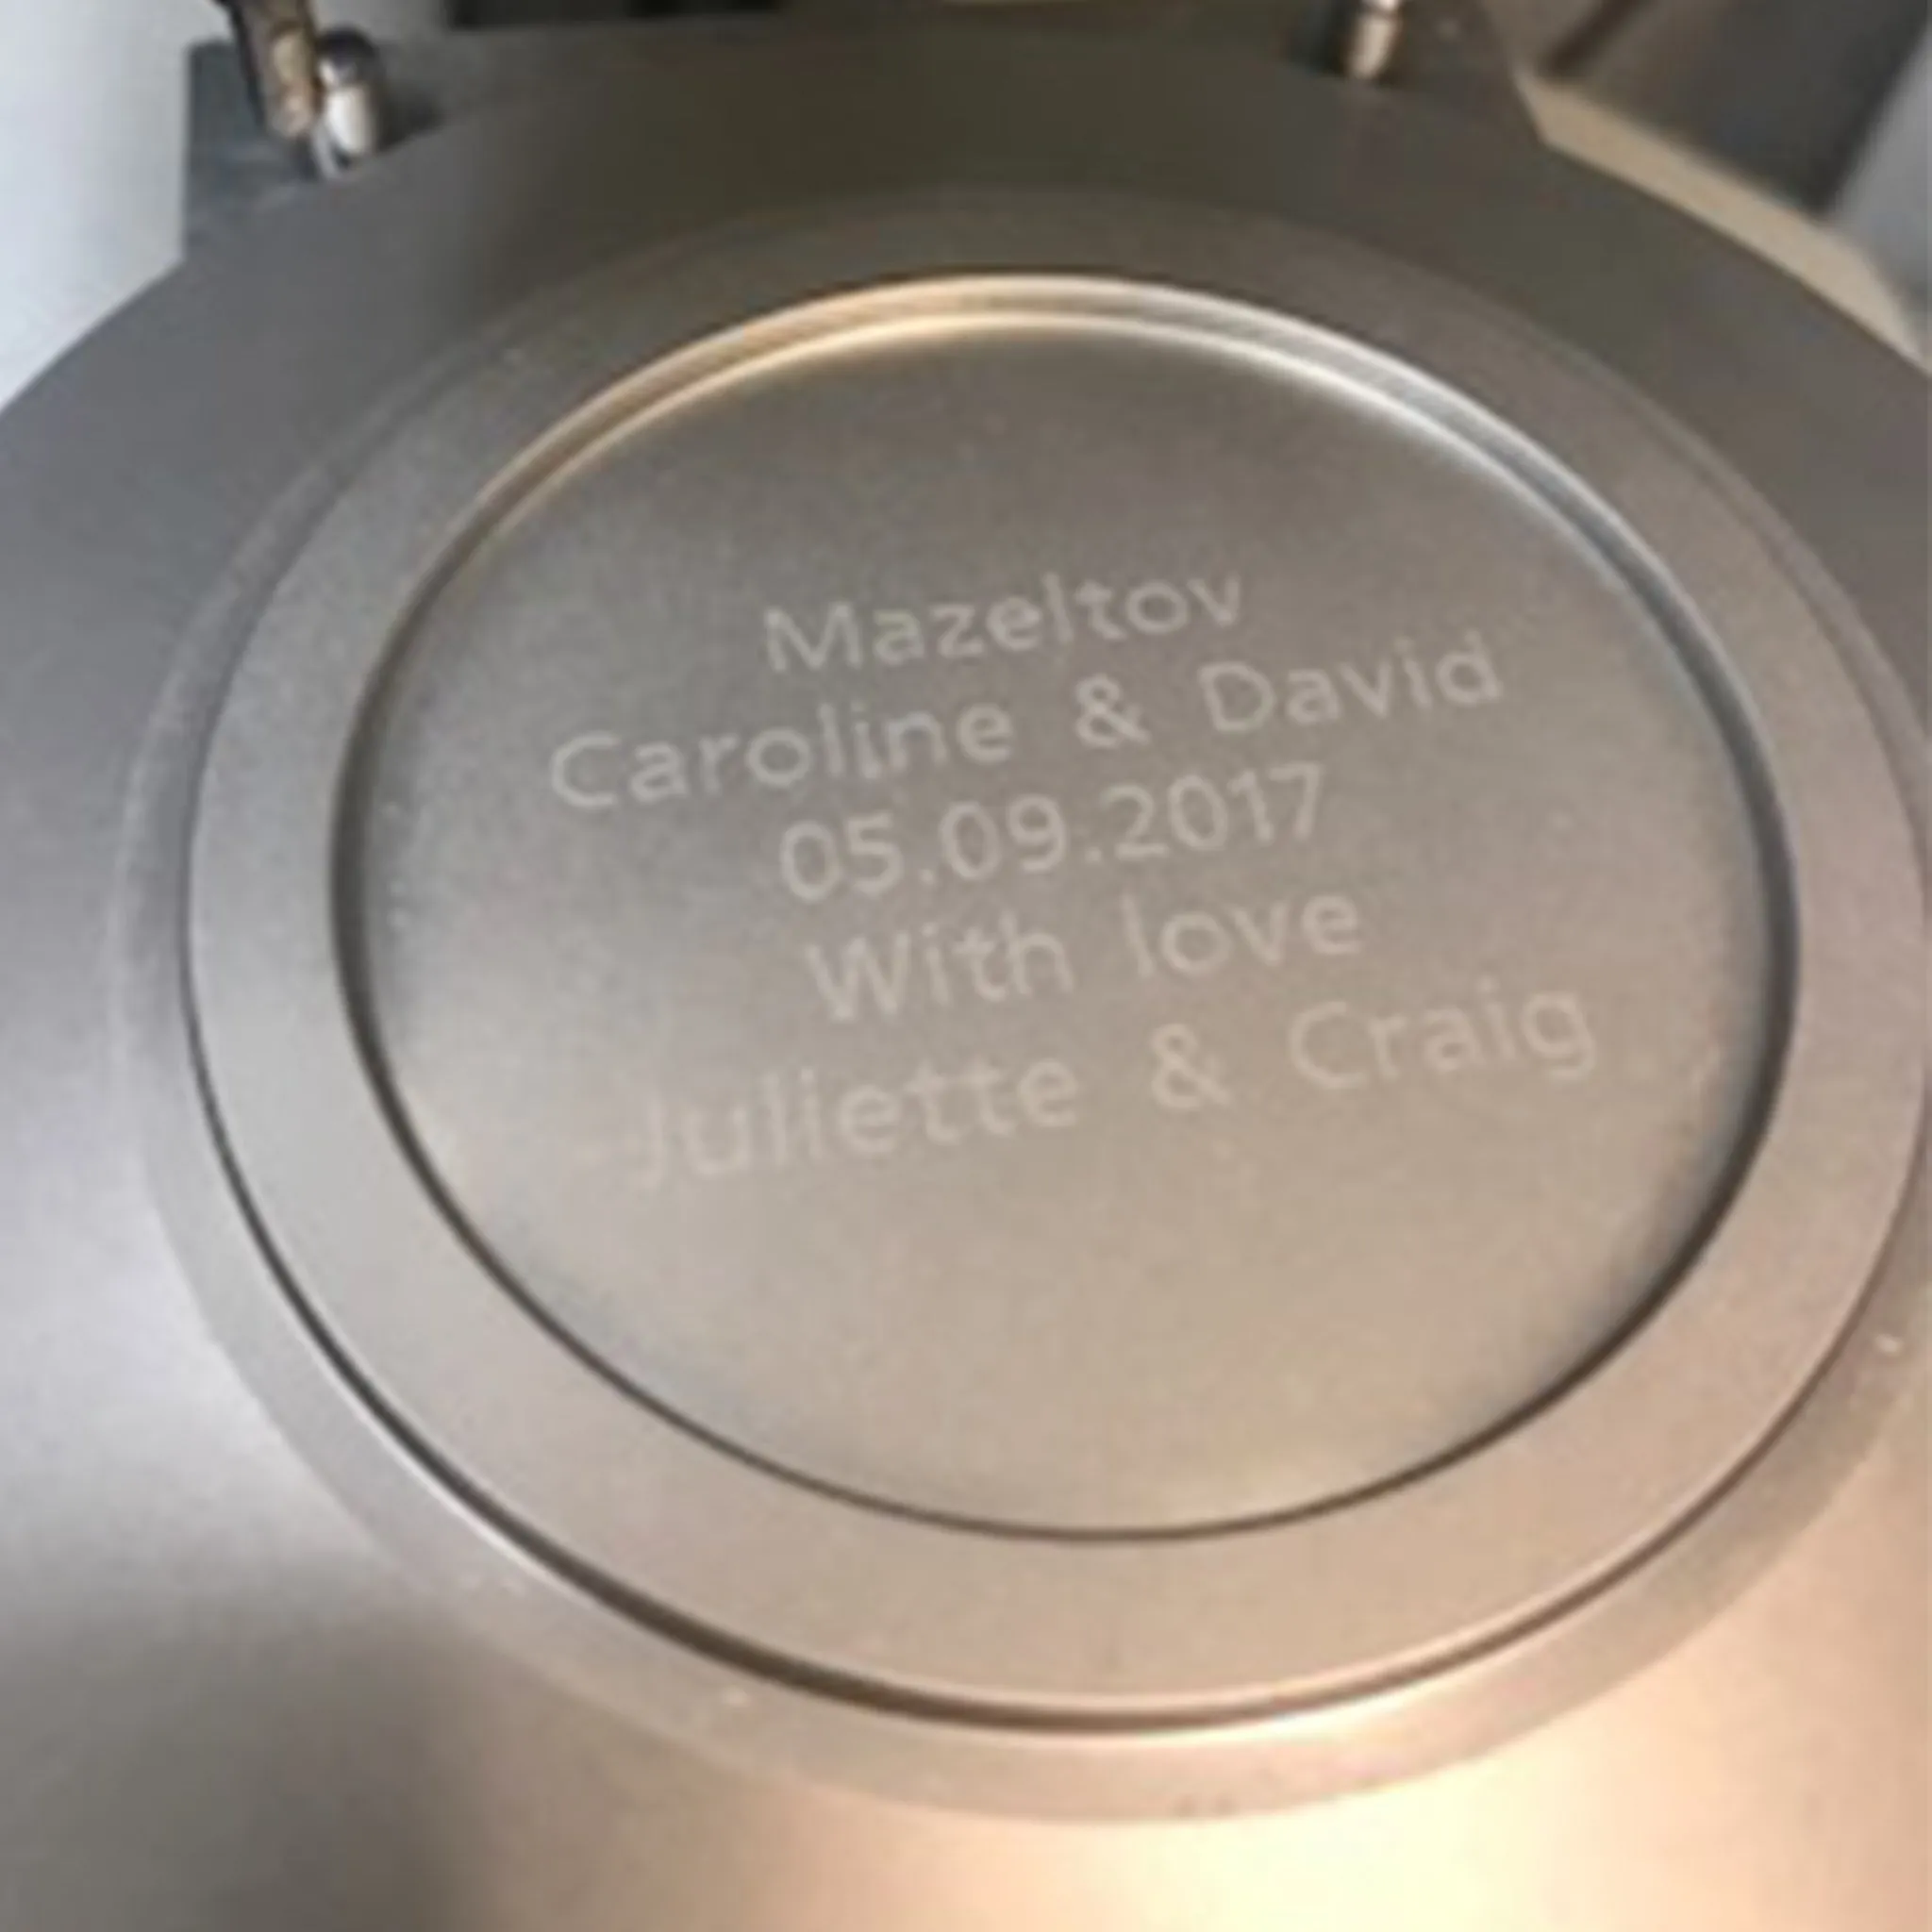 Mazeltov
Caroline & David
05.09.2017
With love
Juliette & Craig